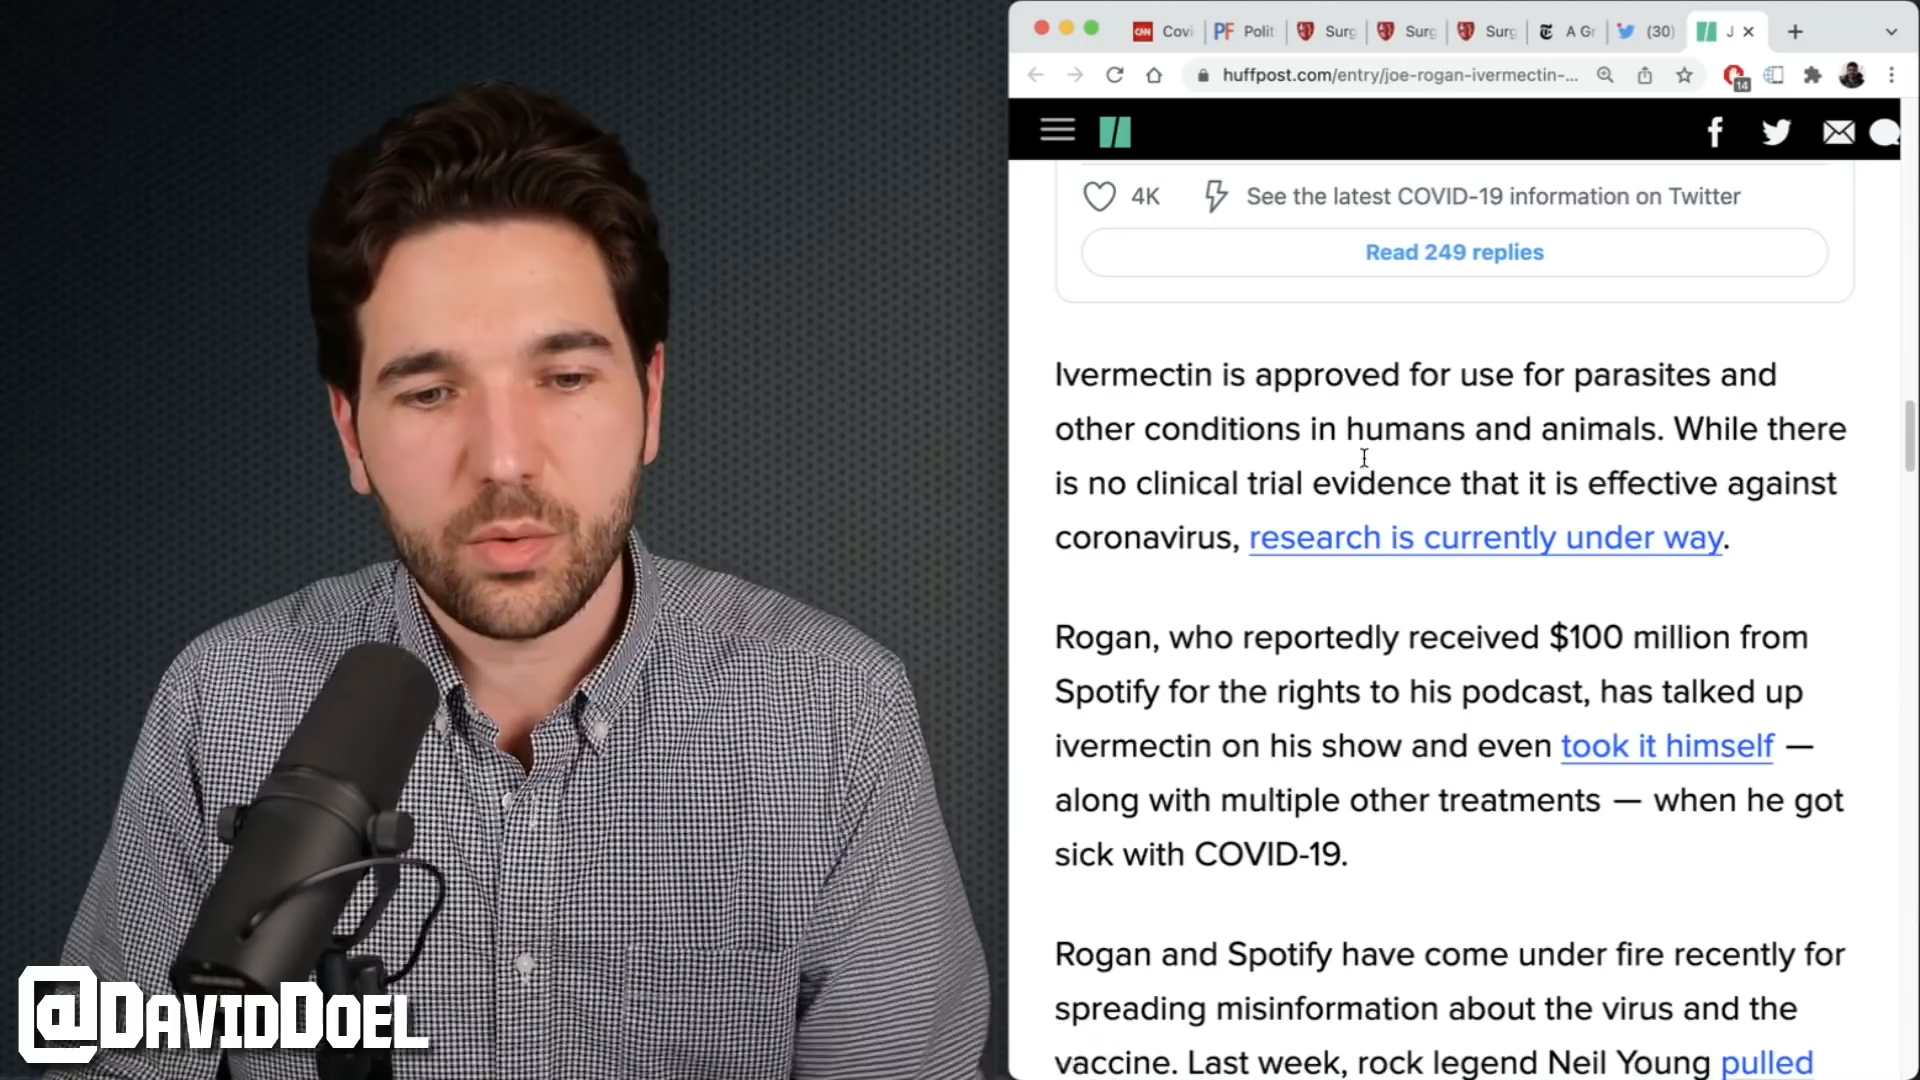 CNN Covi
PF Polit
Surg
Surg
Surg
A Gr
(30)
J
huffpost.com/entry/joe-rogan-ivermectin-...
14
4K See the latest COVID-19 information on Twitter
Read 249 replies
Ivermectin is approved for use for parasites and
other conditions in humans and animals. While there
is no clinical trial evidence that it is effective against
coronavirus, research is currently under way.
Rogan, who reportedly received $100 million from
Spotify for the rights to his podcast, has talked up
ivermectin on his show and even took it himself —
along with multiple other treatments — when he got
sick with COVID-19.
Rogan and Spotify have come under fire recently for
spreading misinformation about the virus and the
vaccine. Last week, rock legend Neil Young pulled
@DAVIDDOEL